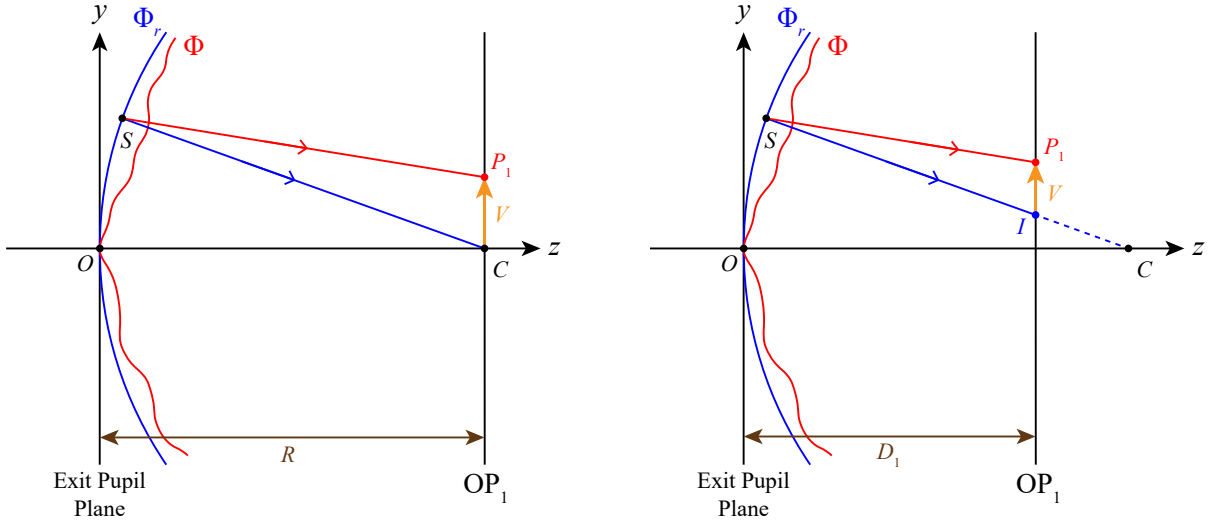 y
Φr
Φ
S
P1
V
z
O
C
R
Exit Pupil
Plane
OP1
y
Φr
Φ
S
P1
V
I
z
O
C
D1
Exit Pupil
Plane
OP1